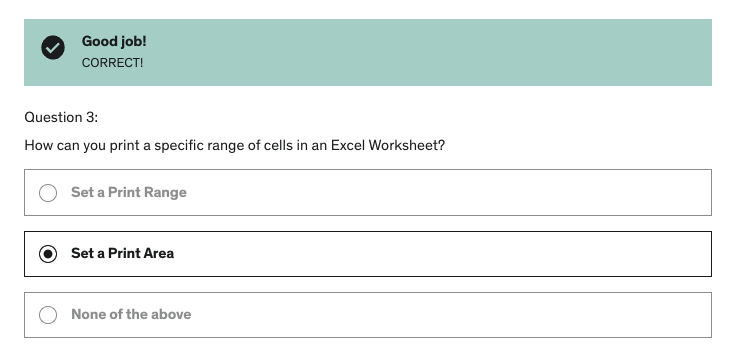 Good job!
CORRECT!
Question 3:
How can you print a specific range of cells in an Excel Worksheet?
Set a Print Range
Set a Print Area
None of the above